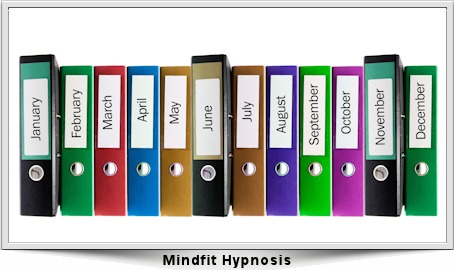 January
February
March
April
May
June
July
August
September
October
November
December
Mindfit Hypnosis